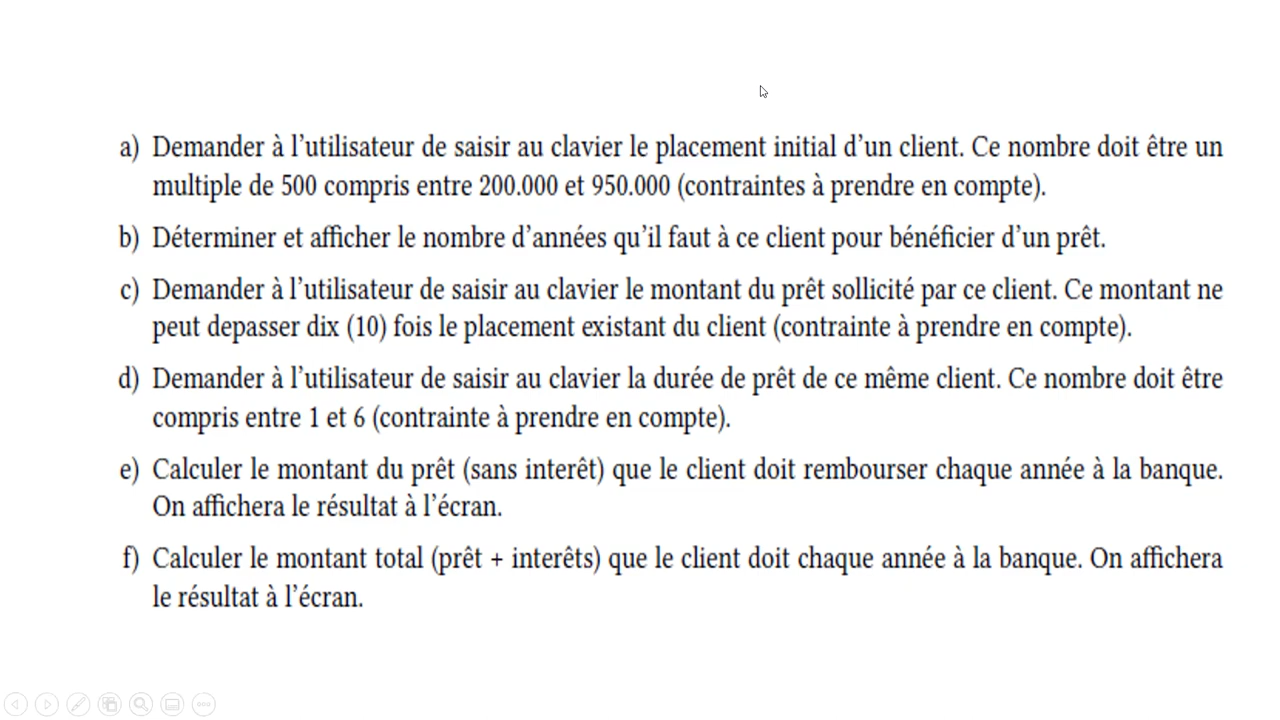 a) Demander à l'utilisateur de saisir au clavier le placement initial d'un client. Ce nombre doit être un
multiple de 500 compris entre 200.000 et 950.000 (contraintes à prendre en compte).
b) Déterminer et afficher le nombre d'années qu'il faut à ce client pour bénéficier d'un prêt.
c) Demander à l'utilisateur de saisir au clavier le montant du prêt sollicité par ce client. Ce montant ne
peut depasser dix (10) fois le placement existant du client (contrainte à prendre en compte).
d) Demander à l'utilisateur de saisir au clavier la durée de prêt de ce même client. Ce nombre doit être
compris entre 1 et 6 (contrainte à prendre en compte).
e) Calculer le montant du prêt (sans interêt) que le client doit rembourser chaque année à la banque.
On affichera le résultat à l'écran.
f) Calculer le montant total (prêt + interêts) que le client doit chaque année à la banque. On affichera
le résultat à l'écran.